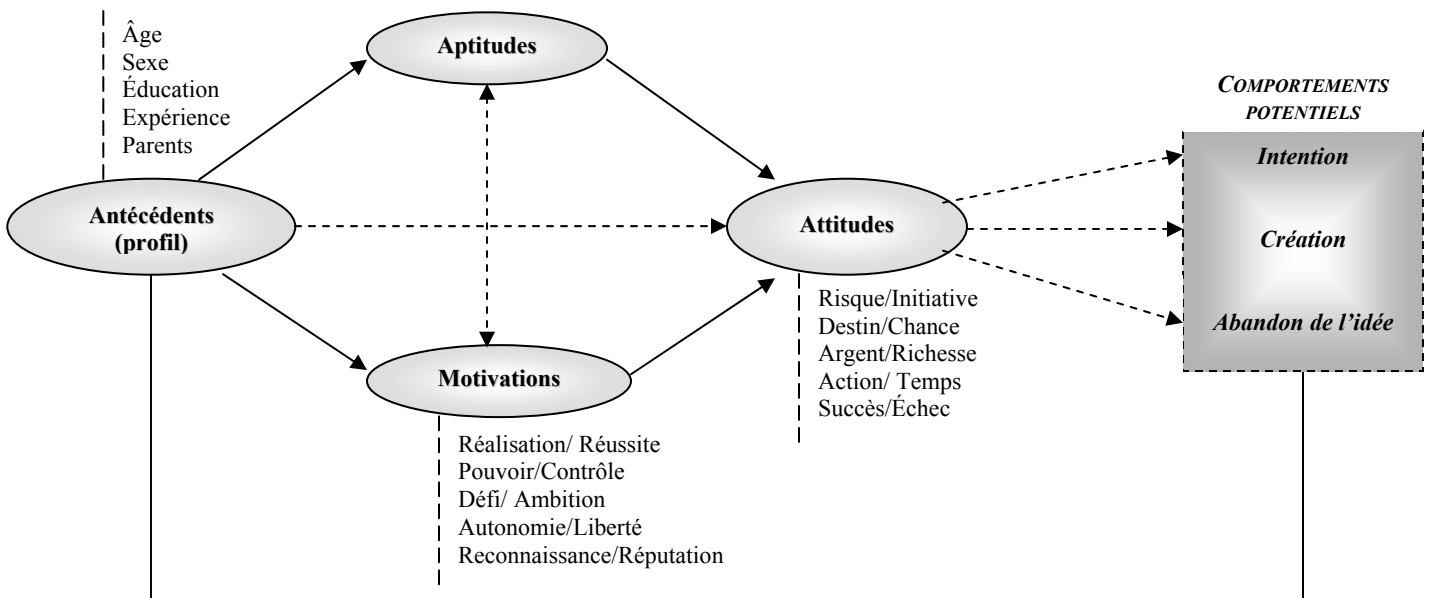 Âge
Sexe
Éducation
Expérience
Parents
Aptitudes
COMPORTEMENTS
POTENTIELS
Intention
Création
Abandon de l’idée
Antécédents
(profil)
Attitudes
Risque/Initiative
Destin/Chance
Argent/Richesse
Action/ Temps
Succès/Échec
Motivations
Réalisation/ Réussite
Pouvoir/Contrôle
Défi/ Ambition
Autonomie/Liberté
Reconnaissance/Réputation